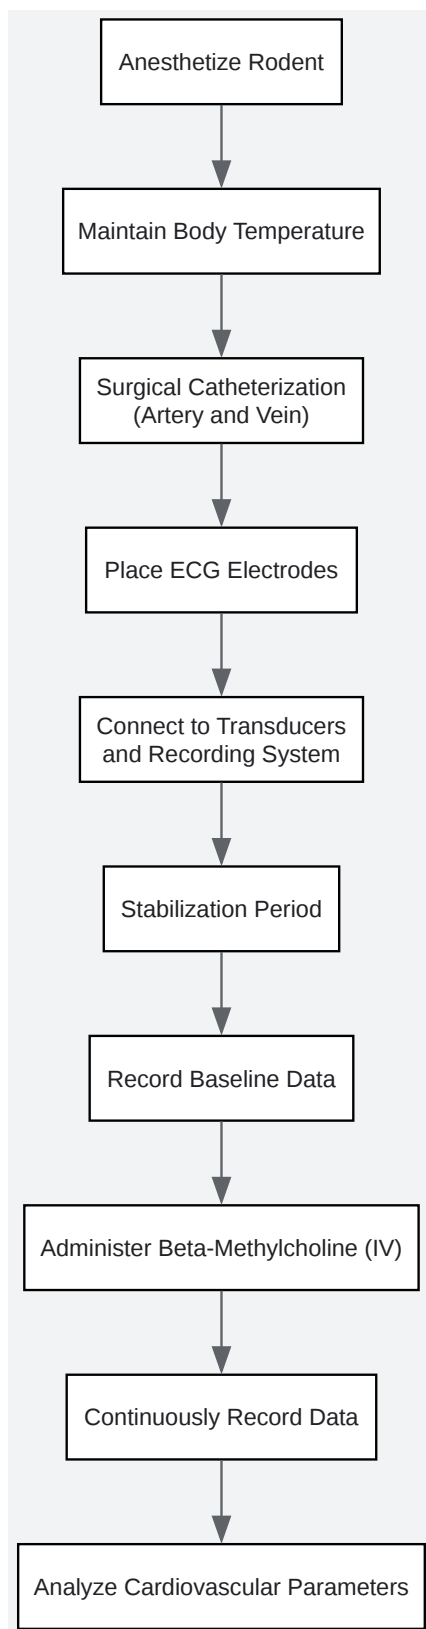 Anesthetize Rodent
Maintain Body Temperature
Surgical Catheterization
(Artery and Vein)
Place ECG Electrodes
Connect to Transducers
and Recording System
Stabilization Period
Record Baseline Data
Administer Beta-Methylcholine (IV)
Continuously Record Data
Analyze Cardiovascular Parameters